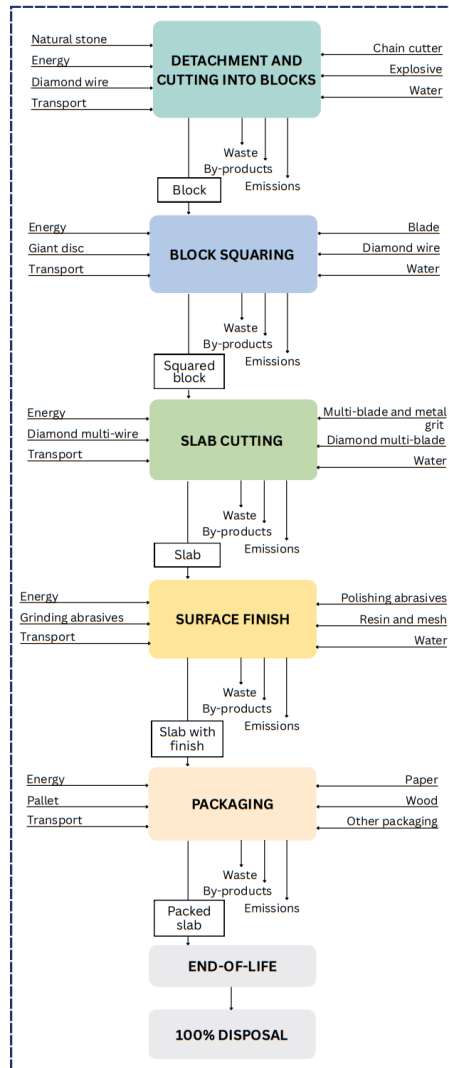 Natural stone
Energy
Diamond wire
Transport
DETACHMENT AND
CUTTING INTO BLOCKS
Chain cutter
Explosive
Water
Waste
By-products
Emissions
Block
Energy
Giant disc
Transport
BLOCK SQUARING
Blade
Diamond wire
Water
Waste
By-products
Emissions
Squared
block
Energy
Diamond multi-wire
Transport
SLAB CUTTING
Multi-blade and metal
grit
Diamond multi-blade
Water
Waste
By-products
Emissions
Slab
Energy
Grinding abrasives
Transport
SURFACE FINISH
Polishing abrasives
Resin and mesh
Water
Waste
By-products
Emissions
Slab with
finish
Energy
Pallet
Transport
PACKAGING
Paper
Wood
Other packaging
Waste
By-products
Emissions
Packed
slab
END-OF-LIFE
100% DISPOSAL